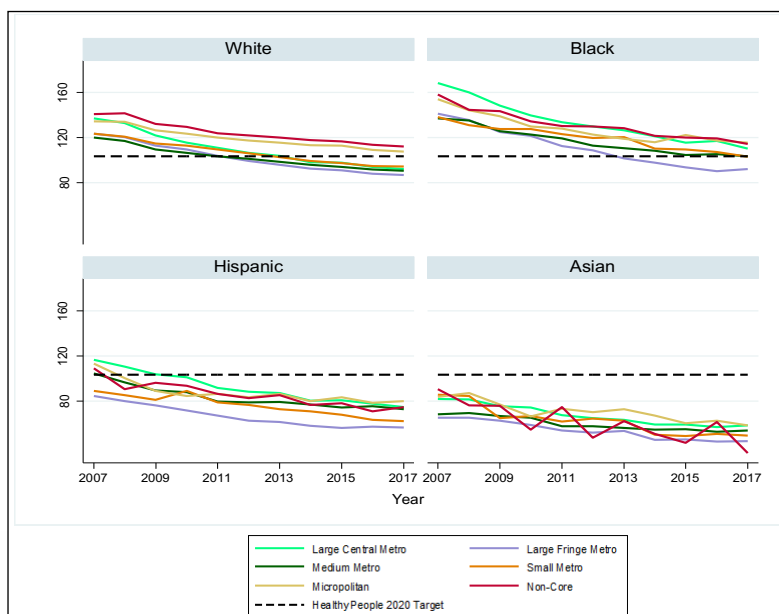 White
Black
160
120
80
Hispanic
Asian
160
120
80
2007 2009 2011 2013 2015 2017
2007 2009 2011 2013 2015 2017
Year
Large Central Metro
Large Fringe Metro
Medium Metro
Small Metro
Micropolitan
Non-Core
Healthy People 2020 Target